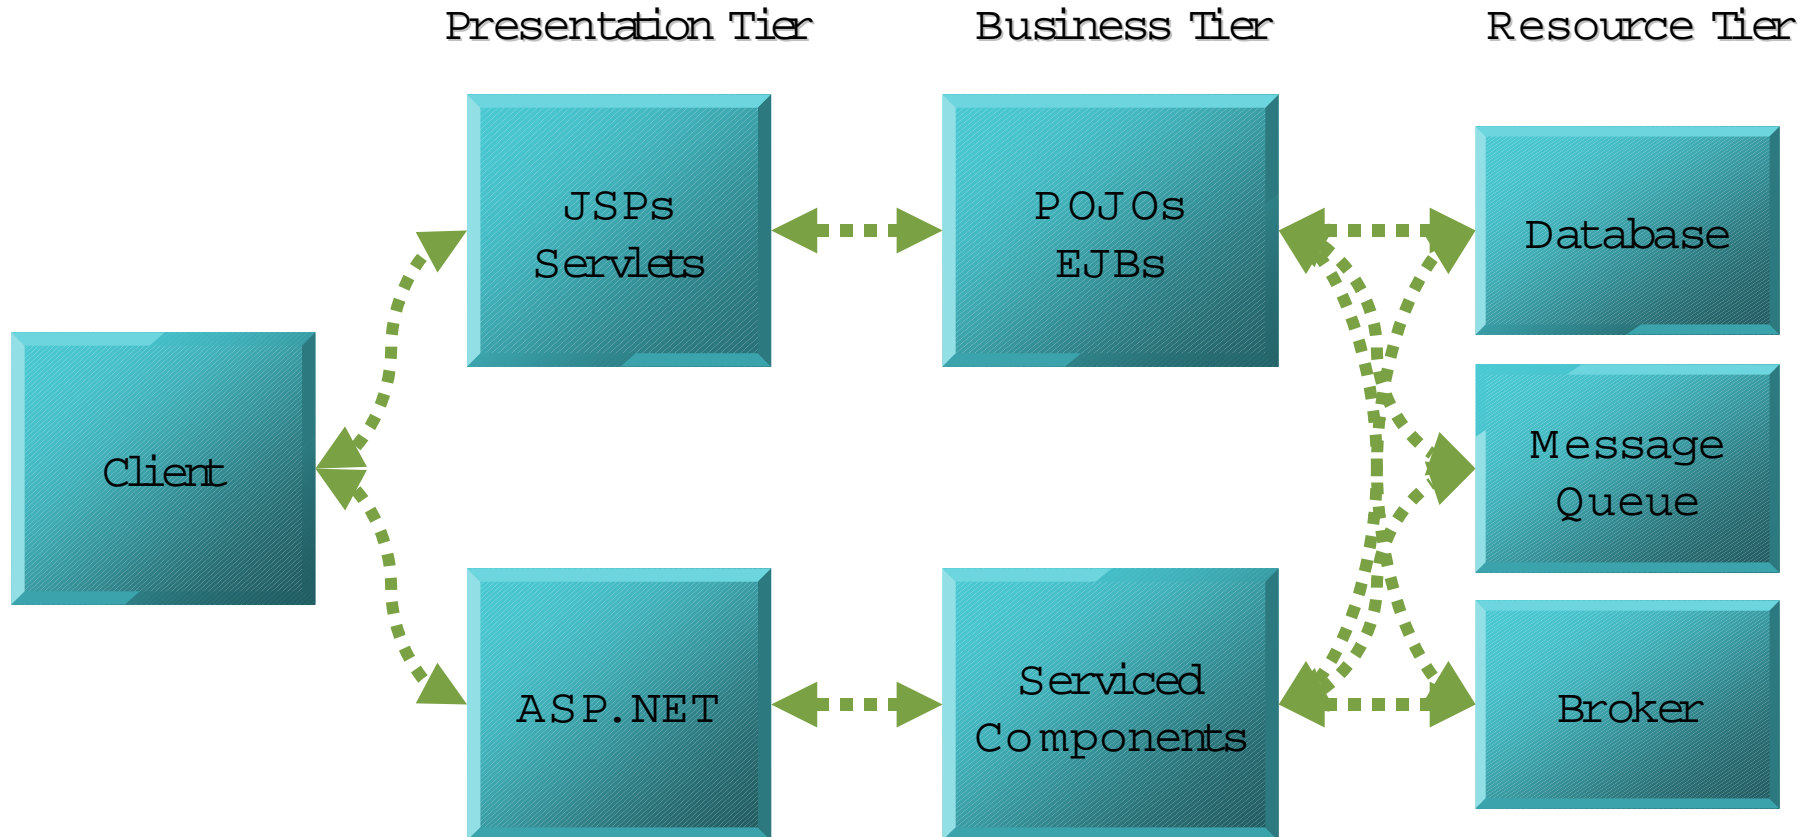 Presentation Tier
Business Tier
Resource Tier
JSPs
Servlets
POJOs
EJBs
Database
Client
Message
Queue
ASP.NET
Serviced
Components
Broker